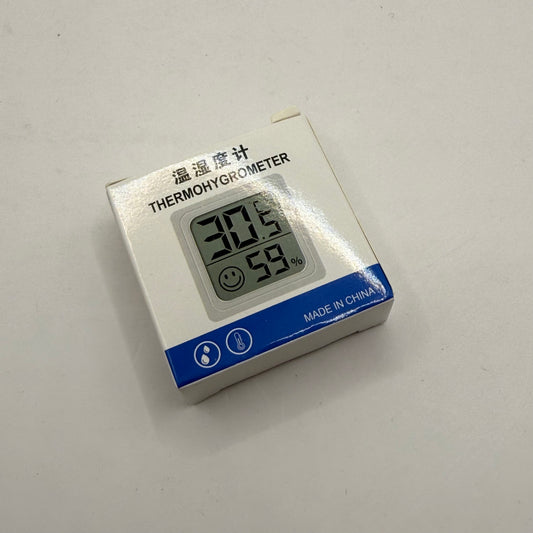 温湿度计
THERMOHYGROMETER
30.5
59%
MADE IN CHINA